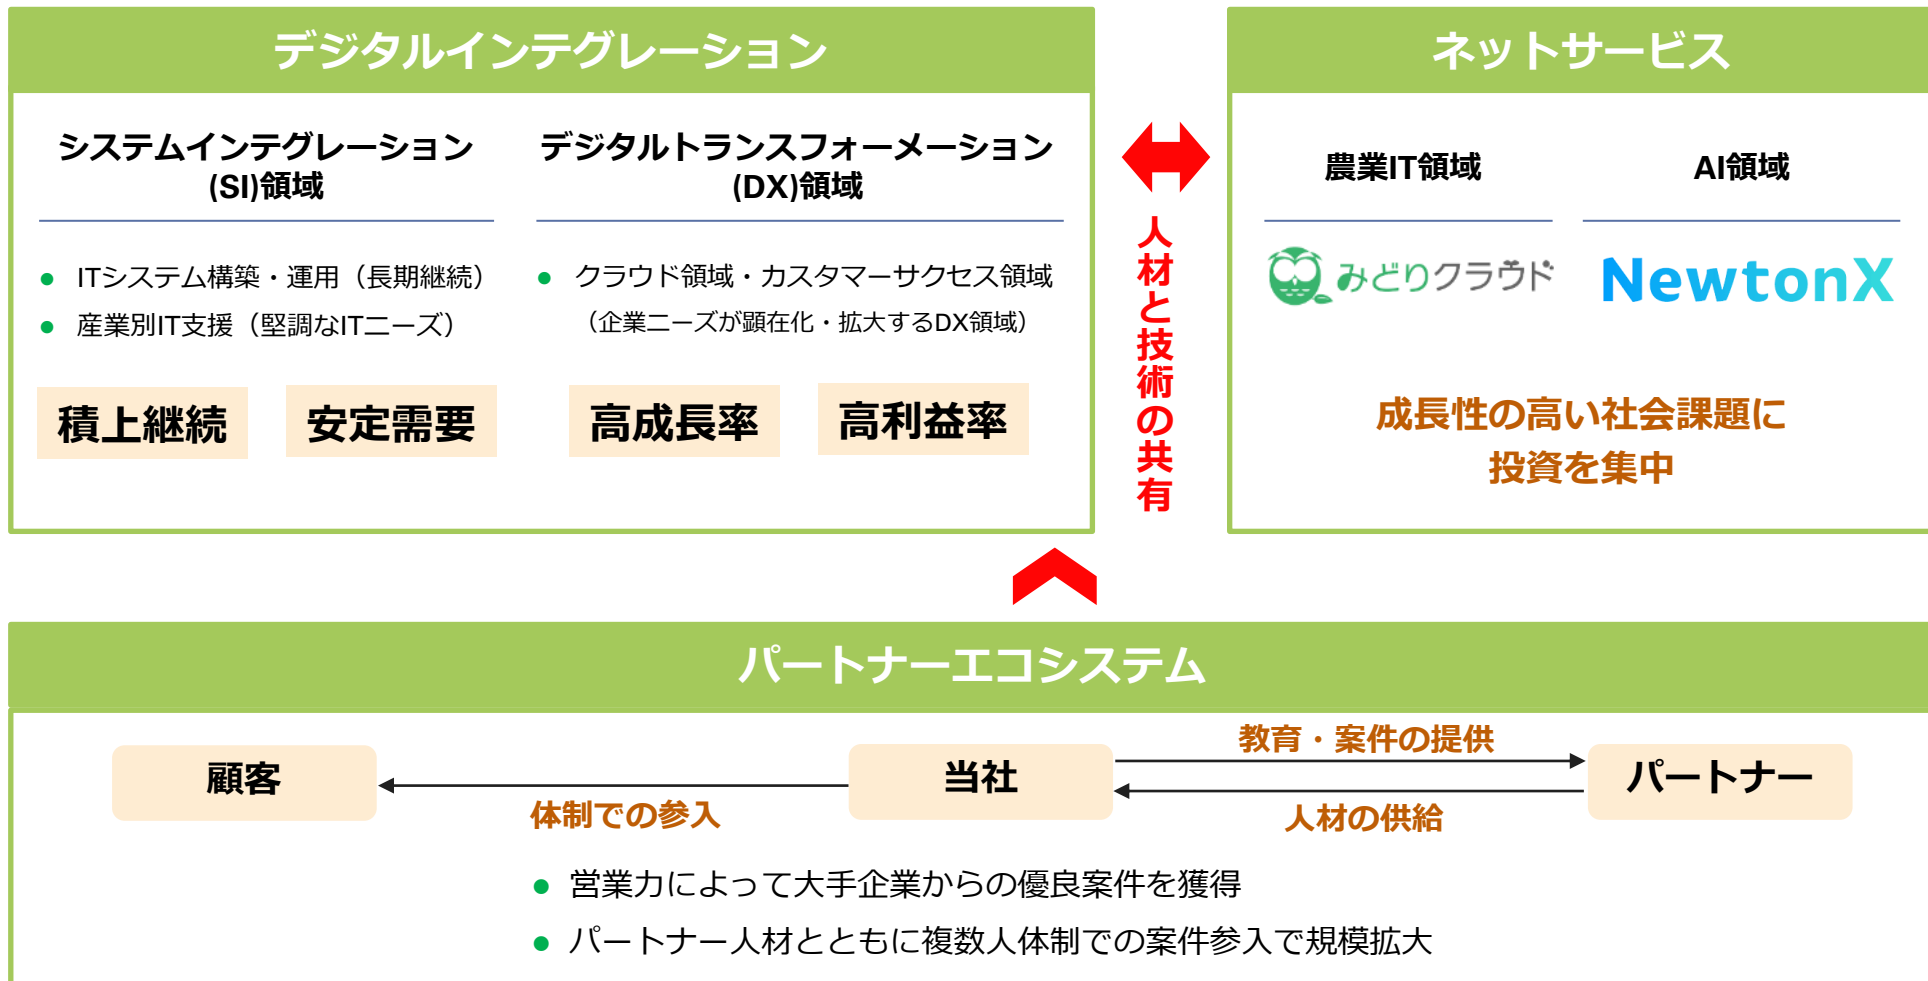 デジタルインテグレーション
システムインテグレーション
(SI)領域
● ITシステム構築・運用（長期継続）
● 産業別IT支援（堅調なITニーズ）
積上継続
安定需要
デジタルトランスフォーメーション
(DX)領域
● クラウド領域・カスタマーサクセス領域
（企業ニーズが顕在化・拡大するDX領域）
高成長率
高利益率
人材と技術の共有
ネットサービス
農業IT領域
みどりクラウド
AI領域
NewtonX
成長性の高い社会課題に
投資を集中
パートナーエコシステム
顧客
体制での参入
当社
教育・案件の提供
人材の供給
パートナー
● 営業力によって大手企業からの優良案件を獲得
● パートナー人材とともに複数人体制での案件参入で規模拡大